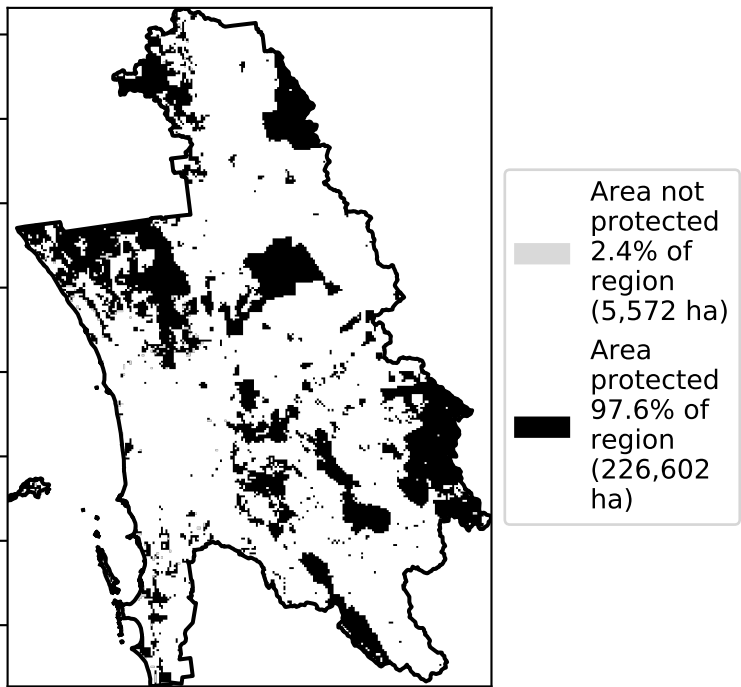 Area not
protected
2.4% of
region
(5,572 ha)
Area
protected
97.6% of
region
(226,602
ha)